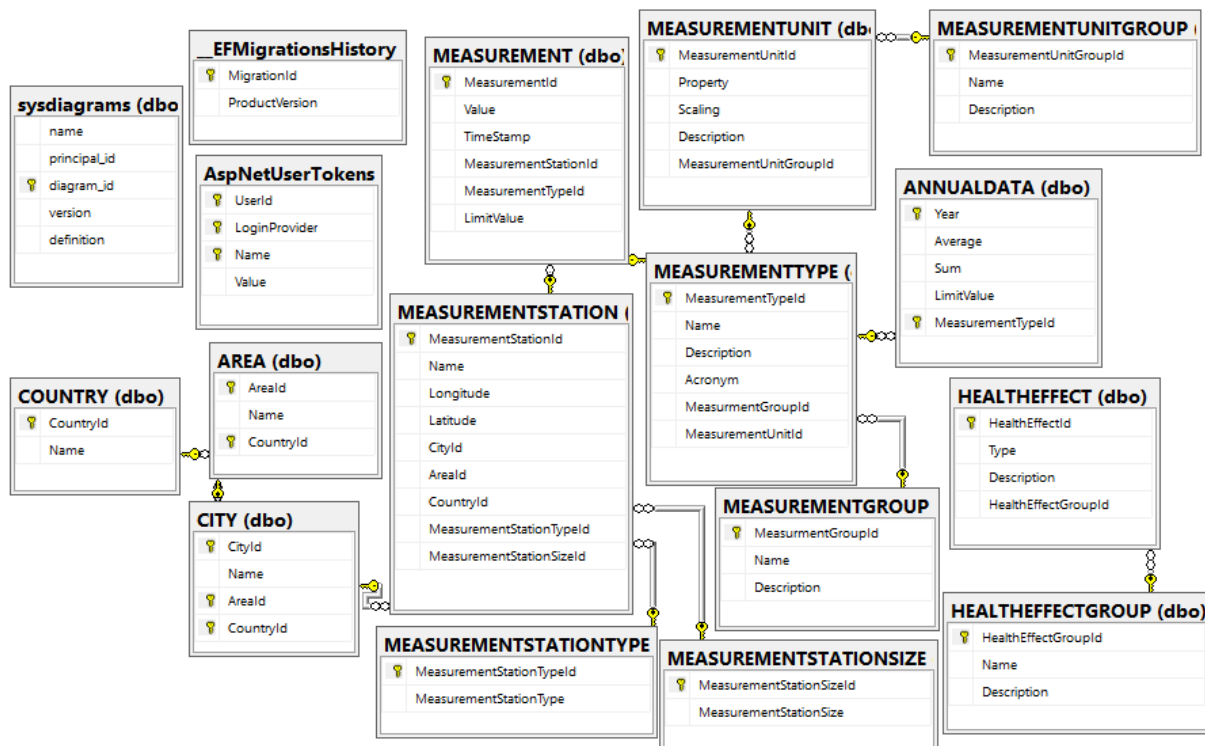 sysdiagrams (dbo
name
principal_id
diagram_id
version
definition
__EFMigrationsHistory
MigrationId
ProductVersion
AspNetUserTokens
UserId
LoginProvider
Name
Value
MEASUREMENT (dbo)
MeasurementId
Value
TimeStamp
MeasurementStationId
MeasurementTypeId
LimitValue
MEASUREMENTUNIT (dbo
MeasurementUnitId
Property
Scaling
Description
MeasurementUnitGroupId
MEASUREMENTUNITGROUP (
MeasurementUnitGroupId
Name
Description
ANNUALDATA (dbo)
Year
Average
Sum
LimitValue
MeasurementTypeId
MEASUREMENTTYPE (
MeasurementTypeId
Name
Description
Acronym
MeasurmentGroupId
MeasurementUnitId
MEASUREMENTSTATION (
MeasurementStationId
Name
Longitude
Latitude
CityId
AreaId
CountryId
MeasurementStationTypeId
MeasurementStationSizeId
AREA (dbo)
AreaId
Name
CountryId
COUNTRY (dbo)
CountryId
Name
CITY (dbo)
CityId
Name
AreaId
CountryId
HEALTHEFFECT (dbo)
HealthEffectId
Type
Description
HealthEffectGroupId
MEASUREMENTGROUP
MeasurmentGroupId
Name
Description
HEALTHEFFECTGROUP (dbo)
HealthEffectGroupId
Name
Description
MEASUREMENTSTATIONTYPE
MeasurementStationTypeId
MeasurementStationType
MEASUREMENTSTATIONSIZE
MeasurementStationSizeId
MeasurementStationSize